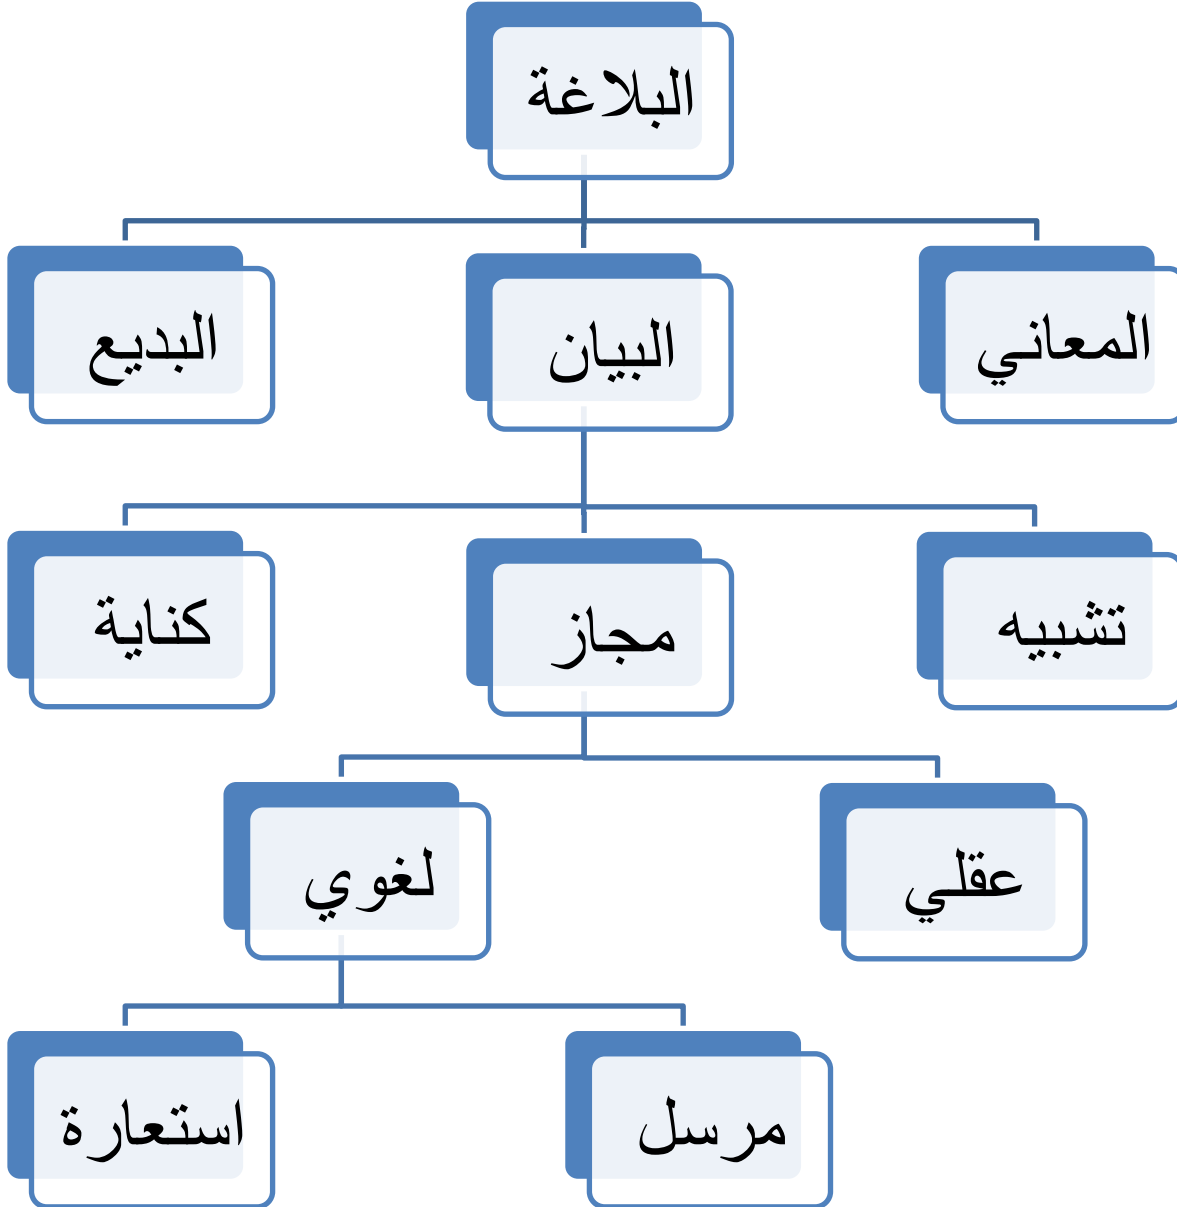 البلاغة
المعاني
البيان
البديع
تشبيه
مجاز
كناية
عقلي
لغوي
مرسل
استعارة